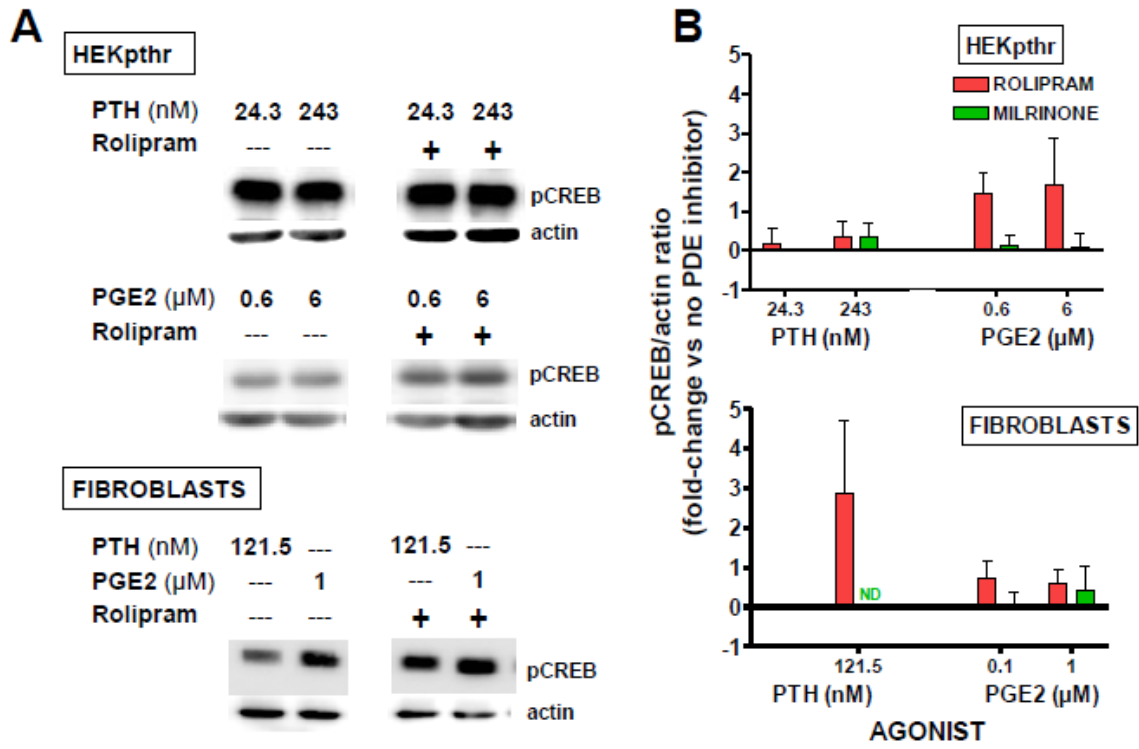 A
HEKpthr
PTH (nM) 24.3 243 24.3 243
Rolipram --- --- + +
pCREB
actin
PGE2 (µM) 0.6 6 0.6 6
Rolipram --- --- + +
pCREB
actin
FIBROBLASTS
PTH (nM) 121.5 --- 121.5 ---
PGE2 (µM) --- 1 --- 1
Rolipram --- --- + +
pCREB
actin
B
pCREB/actin ratio
(fold-change vs no PDE inhibitor)
HEKpthr
ROLIPRAM
MILRINONE
5
4
3
2
1
0
-1
24.3 243 0.6 6
PTH (nM) PGE2 (µM)
FIBROBLASTS
5
4
3
2
1
0
-1
ND
121.5 0.1 1
PTH (nM) PGE2 (µM)
AGONIST